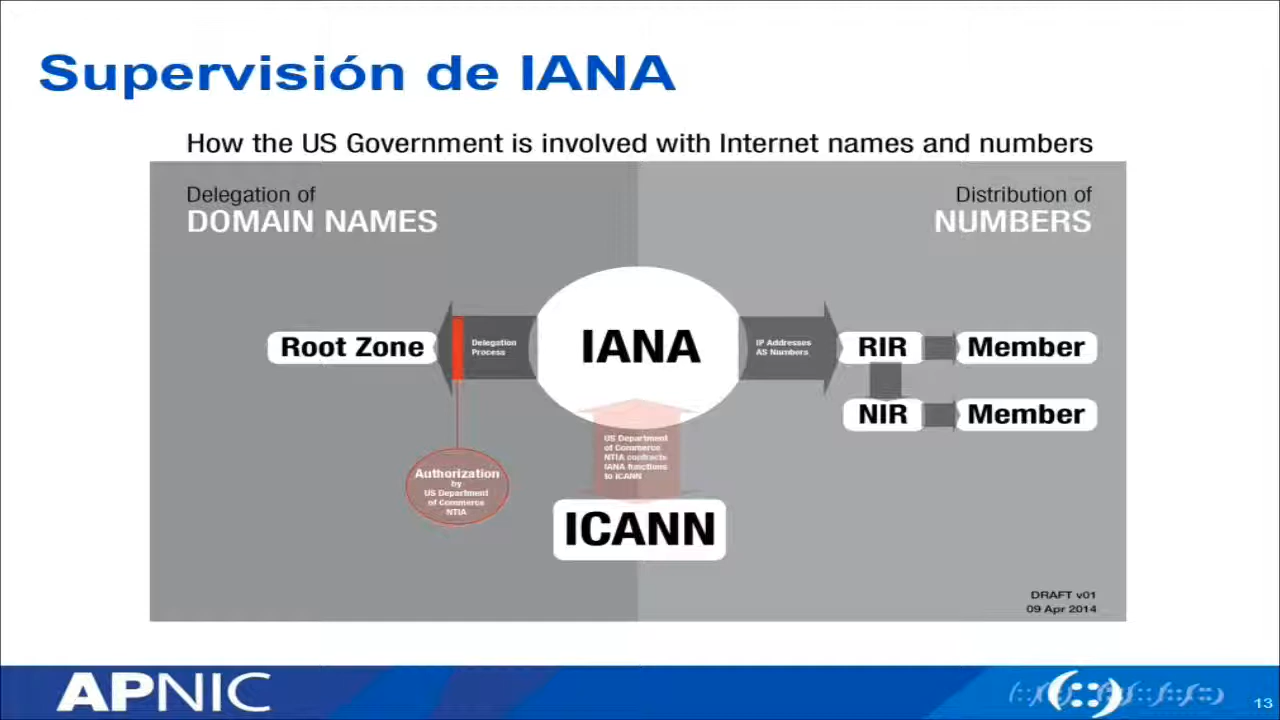 Supervisión de IANA
How the US Government is involved with Internet names and numbers
Delegation of
DOMAIN NAMES
Distribution of
NUMBERS
Root Zone
Delegation
Process
IANA
IP Addresses
AS Numbers
RIR
Member
NIR
Member
US Department
of Commerce
NTIA contracts
IANA functions
to ICANN
Authorization
by
US Department
of Commerce
NTIA
ICANN
DRAFT v01
09 Apr 2014
APNIC
13